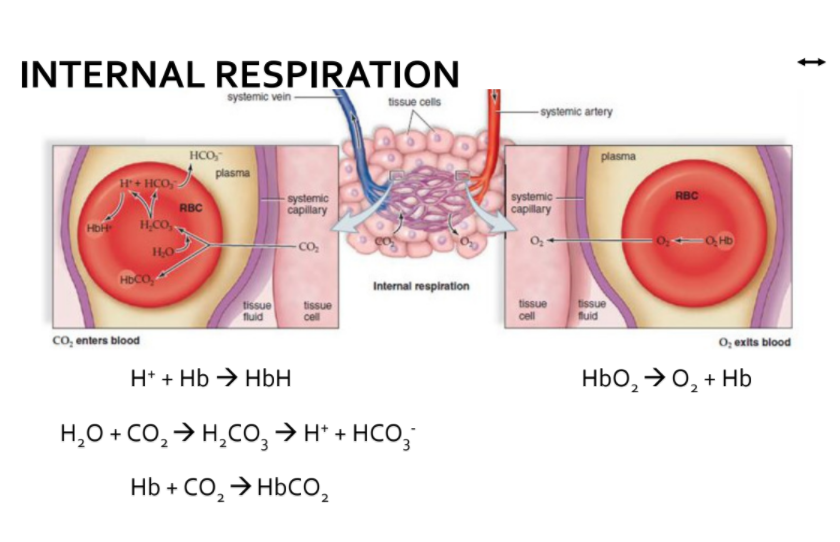 INTERNAL RESPIRATION
systemic vein
tissue cells
systemic artery
HCO₃⁻
plasma
H⁺ + HCO₃⁻
RBC
HbH⁺
H₂CO₃
H₂O
HbCO₂
systemic
capillary
CO₂
tissue
fluid
tissue
cell
CO₂ enters blood
CO₂
O₂
Internal respiration
plasma
RBC
systemic
capillary
O₂
O₂
O₂ Hb
tissue
cell
tissue
fluid
O₂ exits blood
H⁺ + Hb → HbH
HbO₂ → O₂ + Hb
H₂O + CO₂ → H₂CO₃ → H⁺ + HCO₃⁻
Hb + CO₂ → HbCO₂